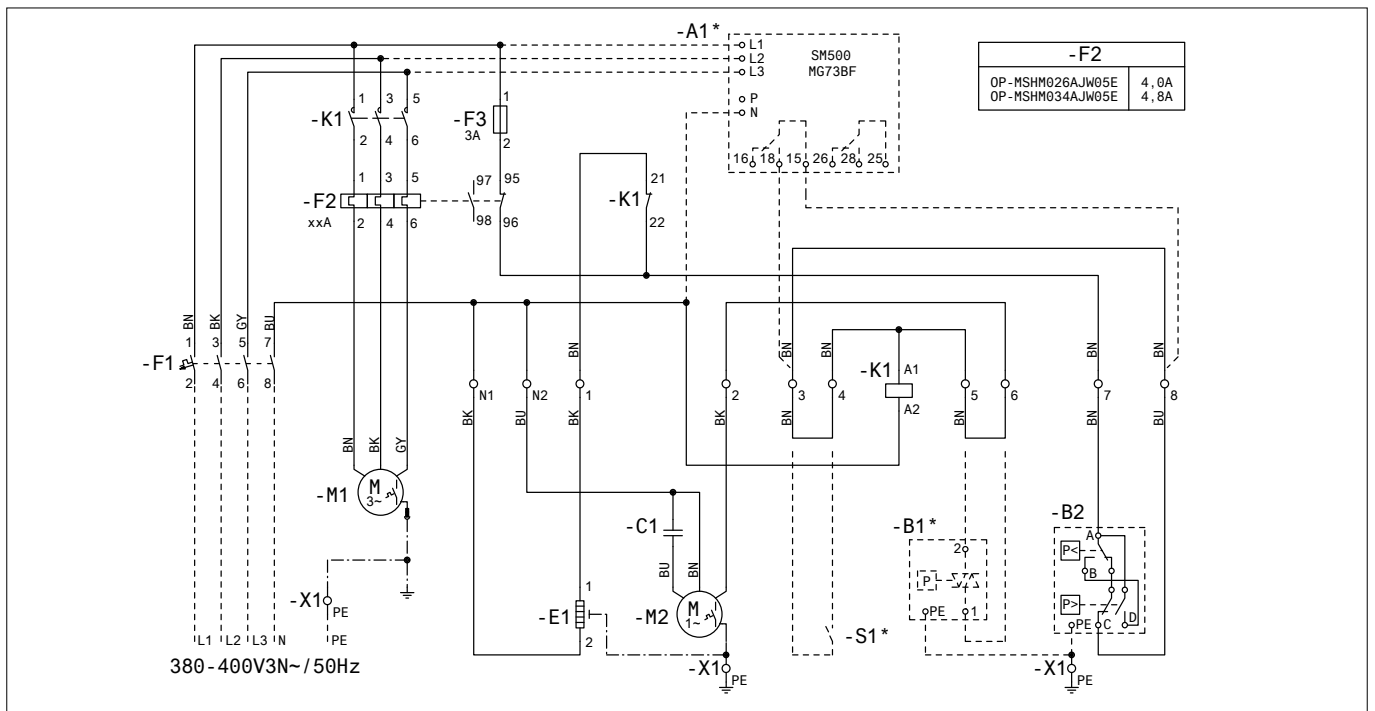 -A1*
L1
L2
L3
P
N
SM500
MG73BF
16 18 15 26 28 25
-F2
OP-MSHM026AJW05E 4,0A
OP-MSHM034AJW05E 4,8A
-K1
1 3 5
2 4 6
-F3
3A
1
2
-F2
xxA
1 3 5
2 4 6
97 95
98 96
-K1
21
22
BN BK GY BU
-F1
1 3 5 7
2 4 6 8
BN BN BN BN BN BN BN
N1 N2 1 2 3 4 5 6 7 8
-K1
A1
A2
BK BU BK BK BN BN BN BU
BN BK GY
-M1
M
3~
-C1
BU BN
-M2
M
1~
-E1
1
2
-B1*
2
P
PE 1
-S1*
-B2
A
P<
B
P>
PE C D
-X1
PE
-X1
PE
-X1
PE
L1 L2 L3 N PE
380-400V3N~/50Hz